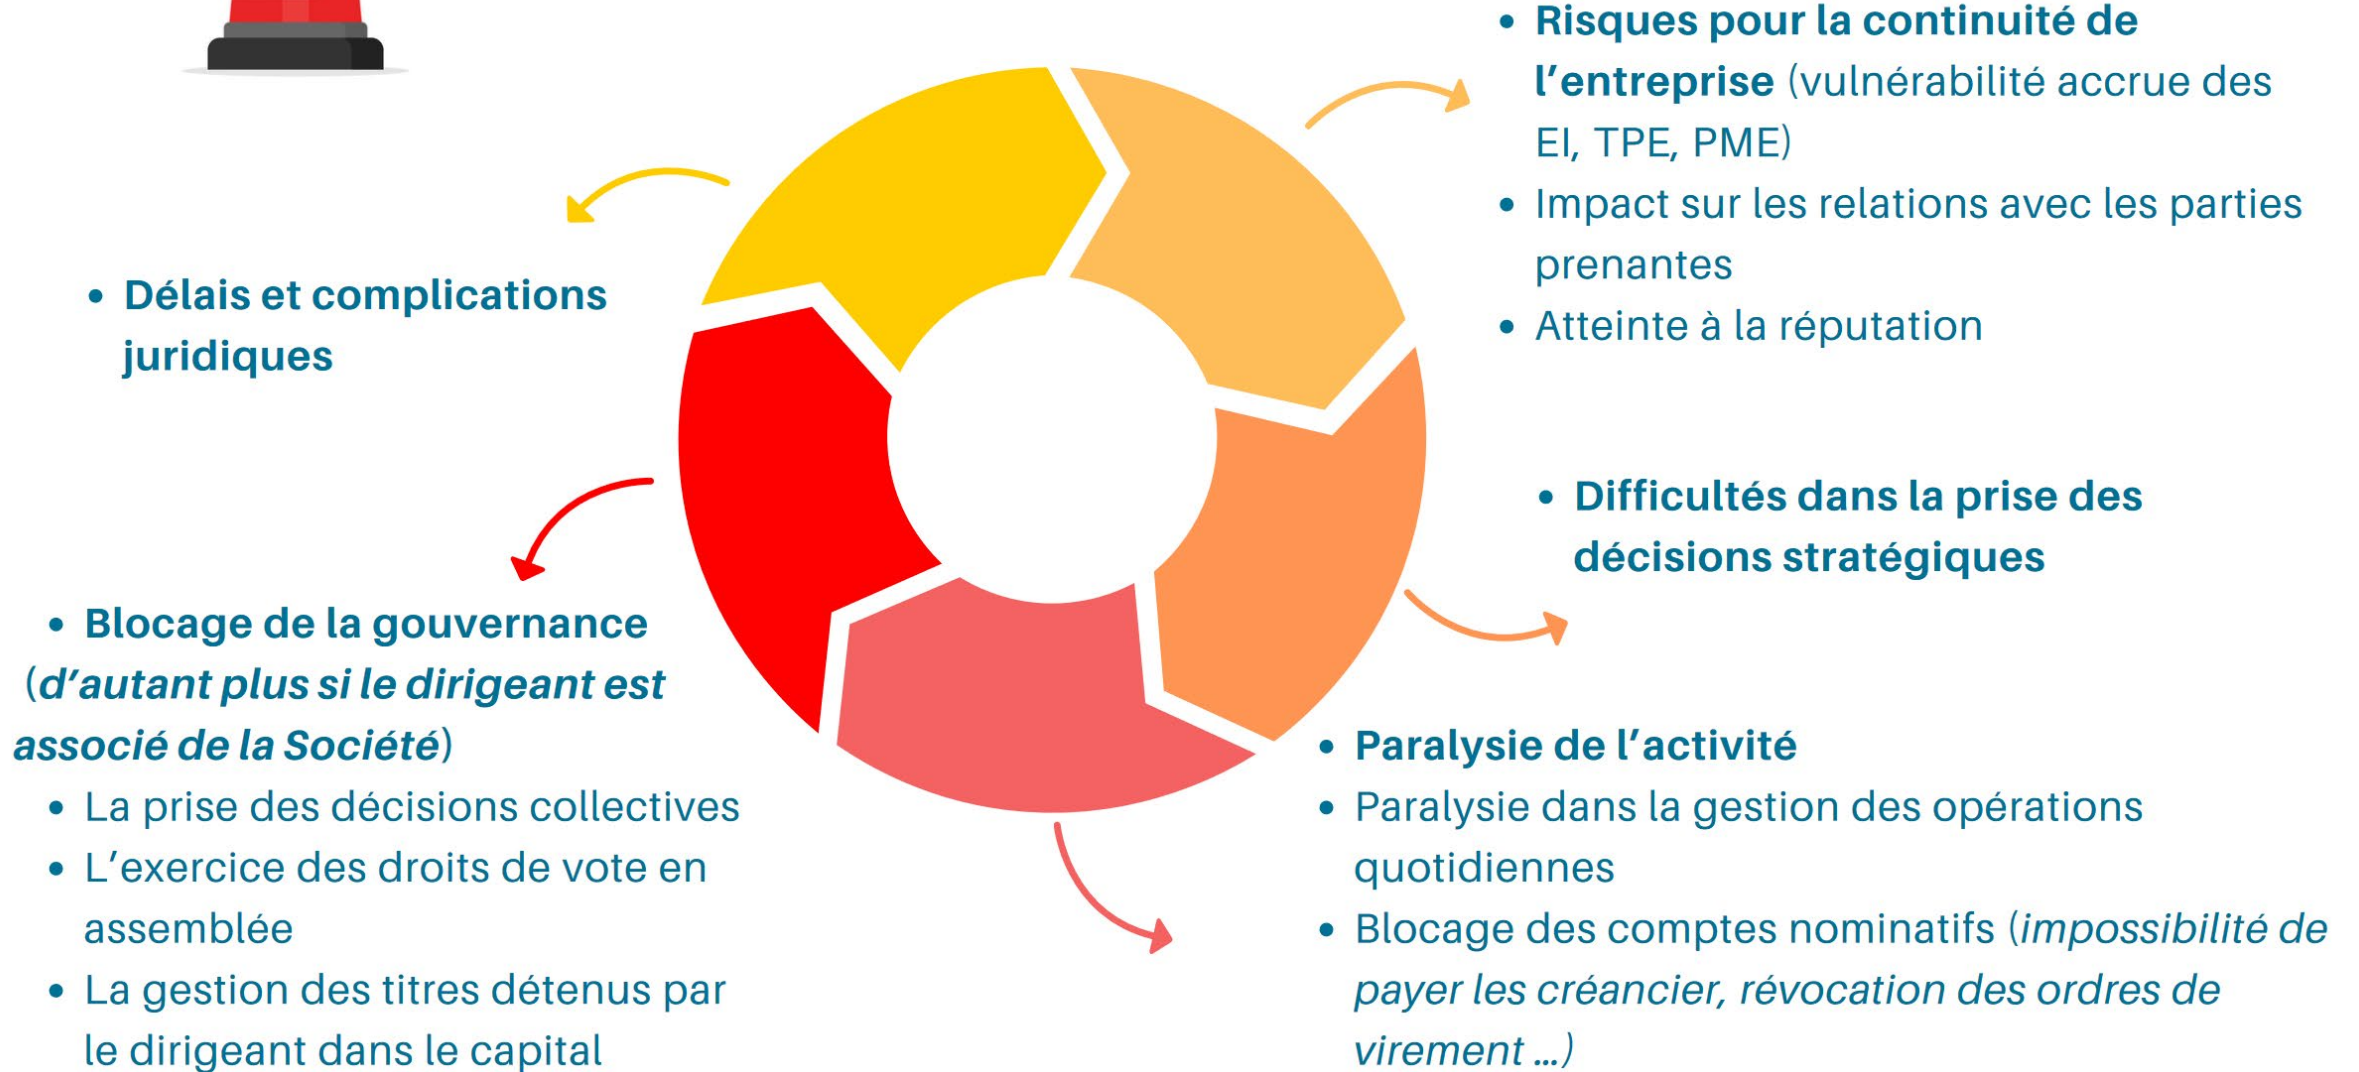 • Risques pour la continuité de
l’entreprise (vulnérabilité accrue des
EI, TPE, PME)
• Impact sur les relations avec les parties
prenantes
• Atteinte à la réputation
• Difficultés dans la prise des
décisions stratégiques
• Paralysie de l’activité
• Paralysie dans la gestion des opérations
quotidiennes
• Blocage des comptes nominatifs (impossibilité de
payer les créancier, révocation des ordres de
virement ...)
• Délais et complications
juridiques
• Blocage de la gouvernance
(d’autant plus si le dirigeant est
associé de la Société)
• La prise des décisions collectives
• L’exercice des droits de vote en
assemblée
• La gestion des titres détenus par
le dirigeant dans le capital